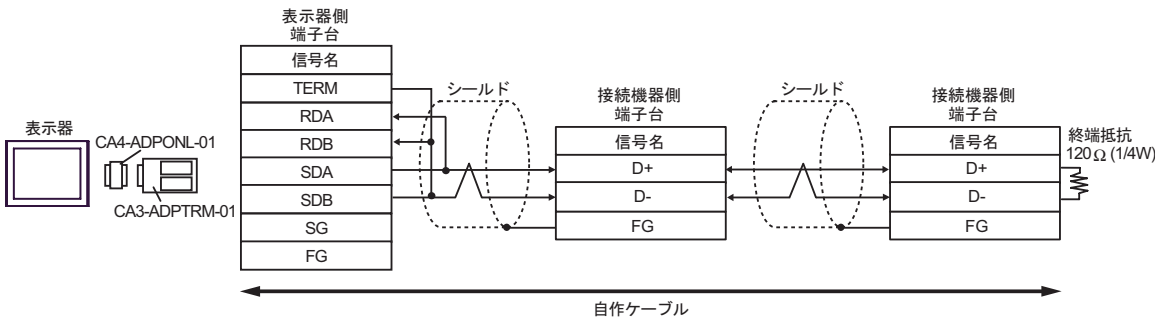 表示器
CA4-ADPONL-01
CA3-ADPTRM-01
表示器側
端子台
信号名
TERM
RDA
RDB
SDA
SDB
SG
FG
シールド
接続機器側
端子台
信号名
D+
D-
FG
シールド
接続機器側
端子台
信号名
D+
D-
FG
終端抵抗
120Ω (1/4W)
自作ケーブル